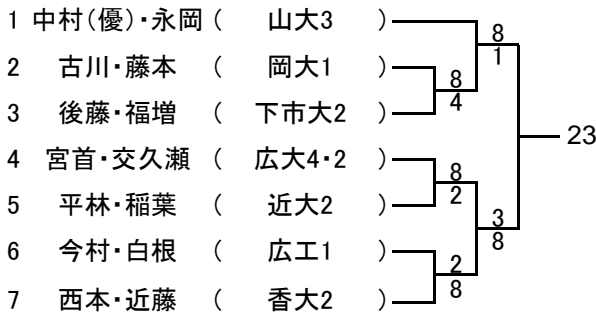 1 中村(優)・永岡 ( 山大3 )
8
1
2 古川・藤本 ( 岡大1 )
8
4
3 後藤・福増 ( 下市大2 )
23
4 宮首・交久瀬 ( 広大4・2 )
8
2
5 平林・稲葉 ( 近大2 )
3
8
6 今村・白根 ( 広工1 )
2
8
7 西本・近藤 ( 香大2 )